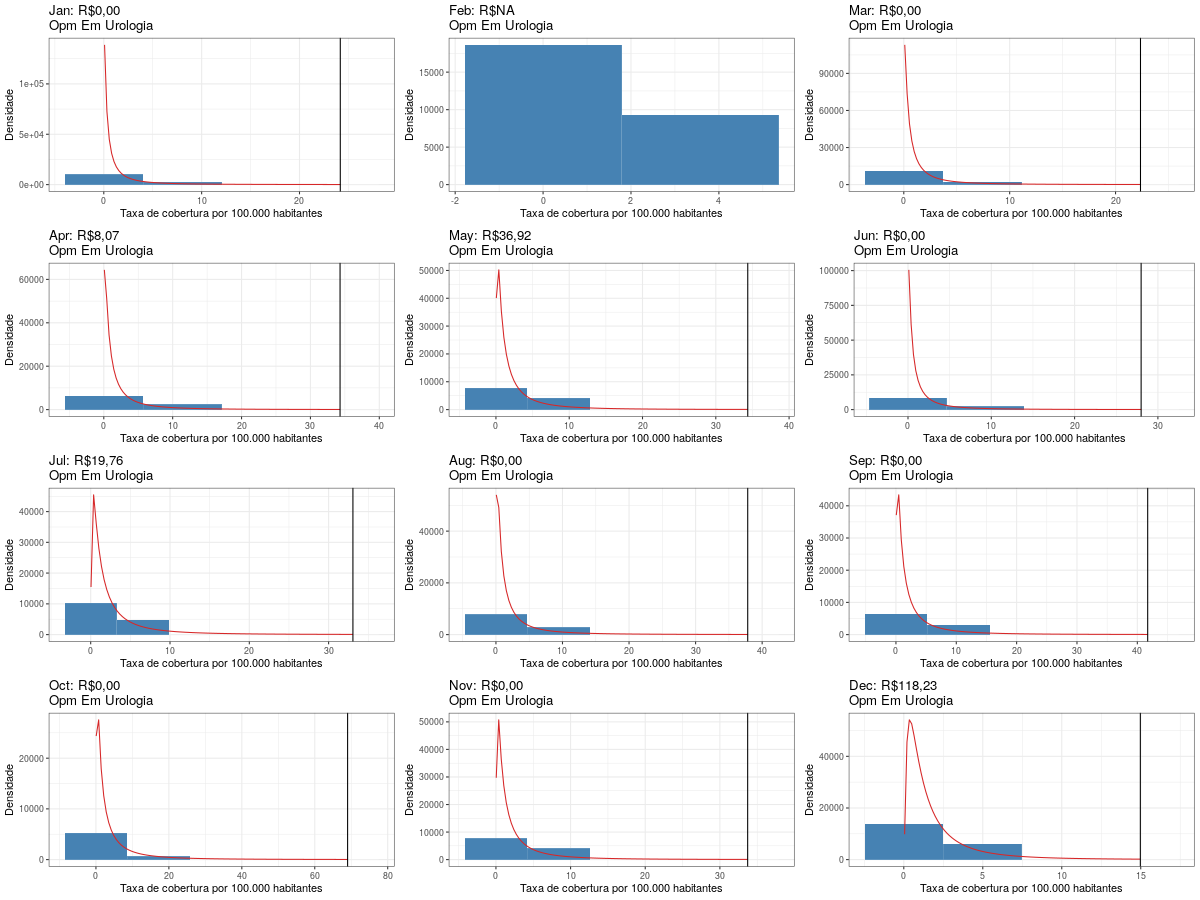 Jan: R$0,00
Opm Em Urologia
Densidade
1e+05
5e+04
0e+00
0 10 20
Taxa de cobertura por 100.000 habitantes
Feb: R$NA
Opm Em Urologia
Densidade
15000
10000
5000
0
-2 0 2 4
Taxa de cobertura por 100.000 habitantes
Mar: R$0,00
Opm Em Urologia
Densidade
90000
60000
30000
0
0 10 20
Taxa de cobertura por 100.000 habitantes
Apr: R$8,07
Opm Em Urologia
Densidade
60000
40000
20000
0
0 10 20 30 40
Taxa de cobertura por 100.000 habitantes
May: R$36,92
Opm Em Urologia
Densidade
50000
40000
30000
20000
10000
0
0 10 20 30 40
Taxa de cobertura por 100.000 habitantes
Jun: R$0,00
Opm Em Urologia
Densidade
100000
75000
50000
25000
0
0 10 20 30
Taxa de cobertura por 100.000 habitantes
Jul: R$19,76
Opm Em Urologia
Densidade
40000
30000
20000
10000
0
0 10 20 30
Taxa de cobertura por 100.000 habitantes
Aug: R$0,00
Opm Em Urologia
Densidade
40000
20000
0
0 10 20 30 40
Taxa de cobertura por 100.000 habitantes
Sep: R$0,00
Opm Em Urologia
Densidade
40000
30000
20000
10000
0
0 10 20 30 40
Taxa de cobertura por 100.000 habitantes
Oct: R$0,00
Opm Em Urologia
Densidade
20000
10000
0
0 20 40 60 80
Taxa de cobertura por 100.000 habitantes
Nov: R$0,00
Opm Em Urologia
Densidade
50000
40000
30000
20000
10000
0
0 10 20 30
Taxa de cobertura por 100.000 habitantes
Dec: R$118,23
Opm Em Urologia
Densidade
40000
20000
0
0 5 10 15
Taxa de cobertura por 100.000 habitantes